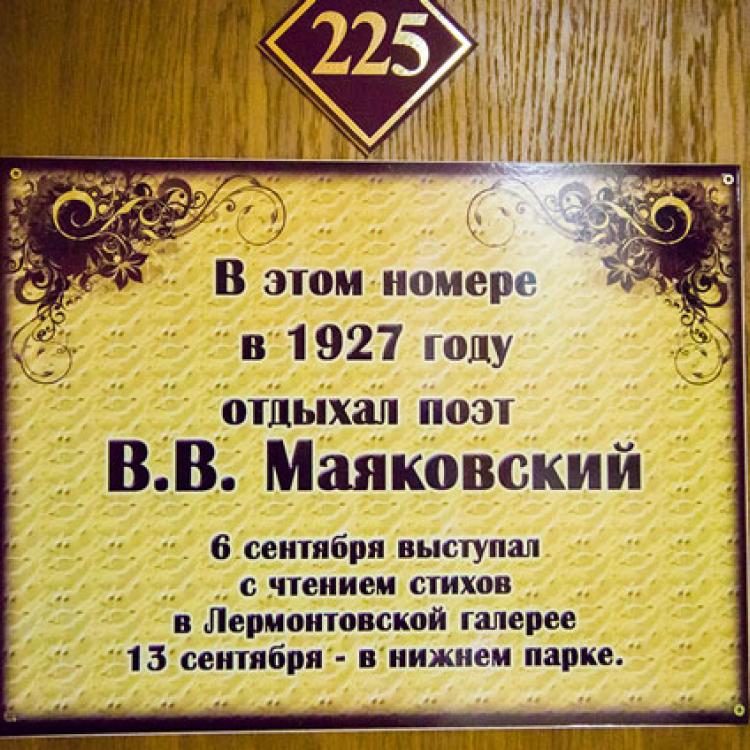 225
В этом номере
в 1927 году
отдыхал поэт
В.В. Маяковский
6 сентября выступал
с чтением стихов
в Лермонтовской галерее
13 сентября - в нижнем парке.